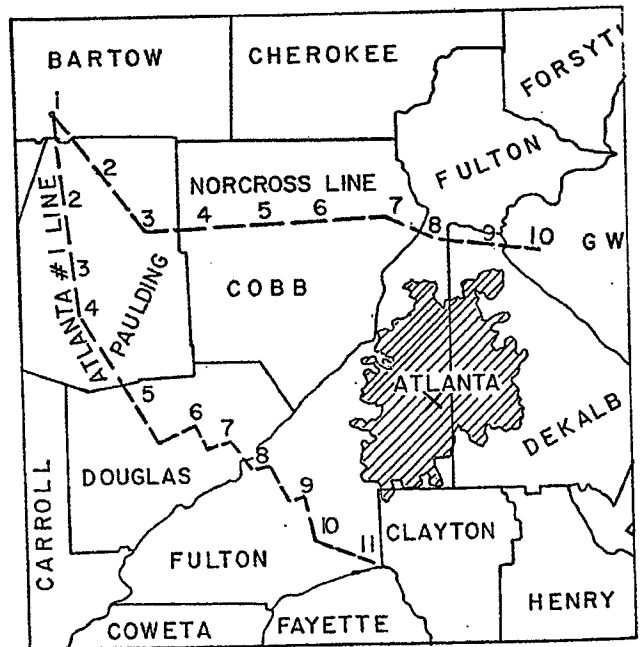 BARTOW
CHEROKEE
FORSYT
1
FULTON
2
2
NORCROSS LINE
3
4
5
6
7
8
9
10
GW
ATLANTA #1 LINE
3
4
PAULDING
COBB
5
ATLANTA
DEKALB
6
7
DOUGLAS
8
9
10
11
CARROLL
CLAYTON
FULTON
HENRY
COWETA
FAYETTE